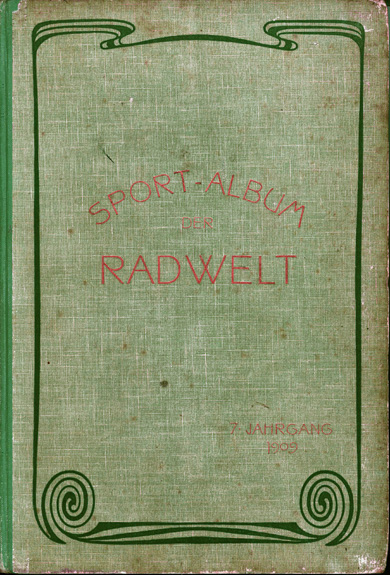 SPORT-ALBUM
DER
RADWELT
7. JAHRGANG
1909